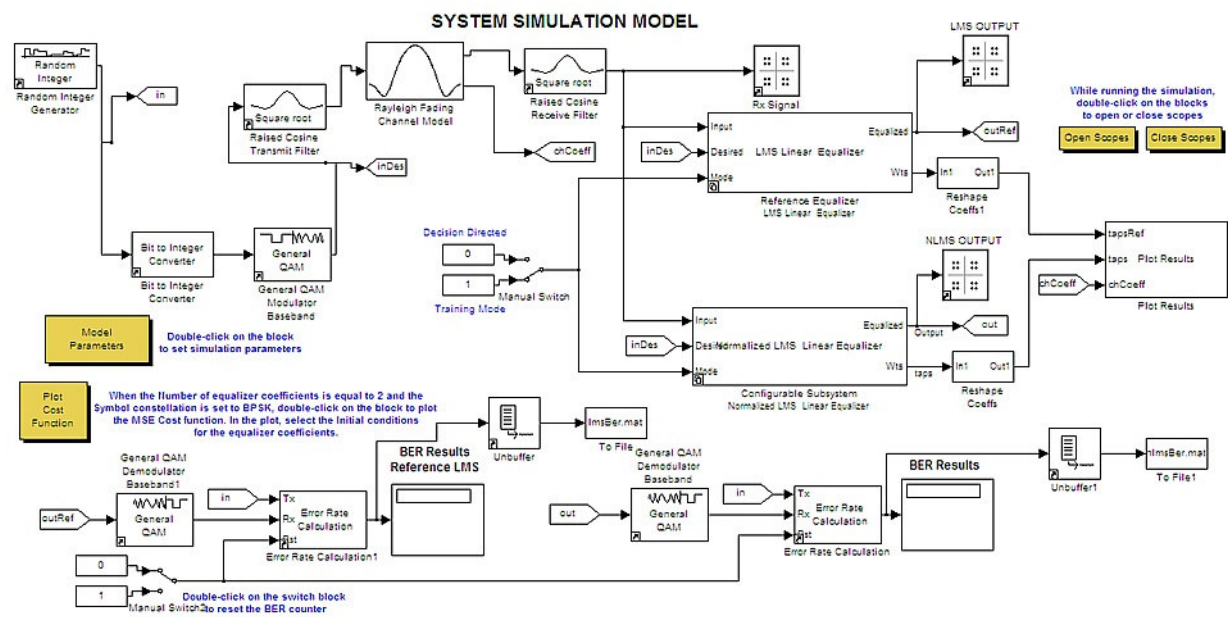 SYSTEM SIMULATION MODEL
Random
Integer
Random Integer
Generator
in
Square root
Raised Cosine
Transmit Filter
Rayleigh Fading
Channel Model
Square root
Raised Cosine
Receive Filter
chCoeff
inDes
Rx Signal
LMS OUTPUT
While running the simulation,
double-click on the blocks
to open or close scopes
Open Scopes
Close Scopes
Input
Desired
Mode
LMS Linear Equalizer
Equalized
Wts
inDes
outRef
Reference Equalizer
LMS Linear Equalizer
In1 Out1
Reshape
Coeffs1
Bit to Integer
Converter
Bit to Integer
Converter
General
QAM
General QAM
Modulator
Baseband
Decision Directed
0
1
Manual Switch
Training Mode
NLMS OUTPUT
tapsRef
taps
chCoeff
Plot Results
chCoeff
Plot Results
Input
Desired
Mode
Normalized LMS Linear Equalizer
Equalized
Wts
inDes
Output
out
taps
In1 Out1
Reshape
Coeffs
Configurable Subsystem
Normalized LMS Linear Equalizer
Model
Parameters
Double-click on the block
to set simulation parameters
Plot
Cost
Function
When the Number of equalizer coefficients is equal to 2 and the
Symbol constellation is set to BPSK, double-click on the block to plot
the MSE Cost function. In the plot, select the Initial conditions
for the equalizer coefficients.
Unbuffer
lmsBer.mat
To File
BER Results
Reference LMS
General QAM
Demodulator
Baseband1
General
QAM
outRef
in
Tx
Rx
Rst
Error Rate
Calculation
Error Rate Calculation1
0
1
Manual Switch2
Double-click on the switch block
to reset the BER counter
General QAM
Demodulator
Baseband
General
QAM
out
in
Tx
Rx
Rst
Error Rate
Calculation
Error Rate Calculation
BER Results
Unbuffer1
nlmsBer.mat
To File1